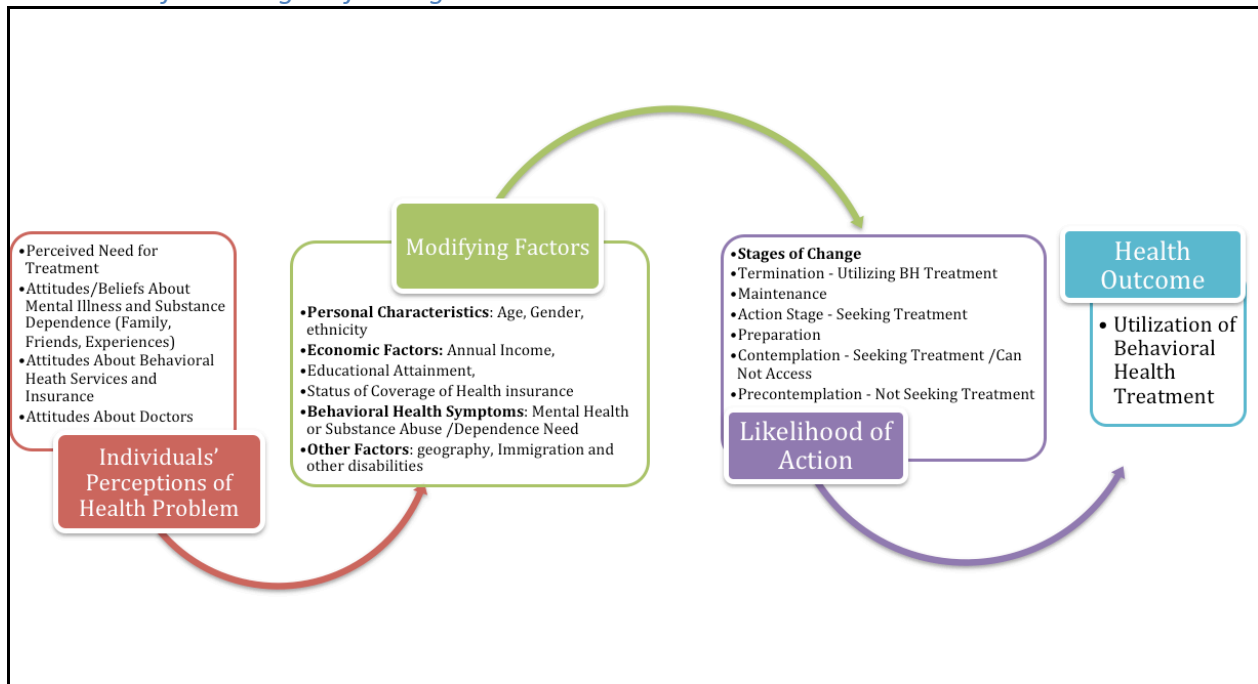 •Perceived Need for
Treatment
•Attitudes/Beliefs About
Mental Illness and Substance
Dependence (Family,
Friends, Experiences)
•Attitudes About Behavioral
Heath Services and
Insurance
•Attitudes About Doctors
Individuals’
Perceptions of
Health Problem
Modifying Factors
•Personal Characteristics: Age, Gender,
ethnicity
•Economic Factors: Annual Income,
•Educational Attainment,
•Status of Coverage of Health insurance
•Behavioral Health Symptoms: Mental Health
or Substance Abuse /Dependence Need
•Other Factors: geography, Immigration and
other disabilities
•Stages of Change
•Termination - Utilizing BH Treatment
•Maintenance
•Action Stage - Seeking Treatment
•Preparation
•Contemplation - Seeking Treatment /Can
Not Access
•Precontemplation - Not Seeking Treatment
Likelihood of
Action
Health
Outcome
• Utilization of
Behavioral
Health
Treatment